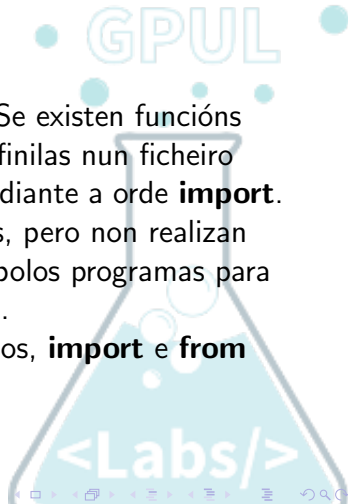 GPUL
Se existen funcións
finilas nun ficheiro
diante a orde import.
s, pero non realizan
polos programas para
.
os, import e from
<Labs/>